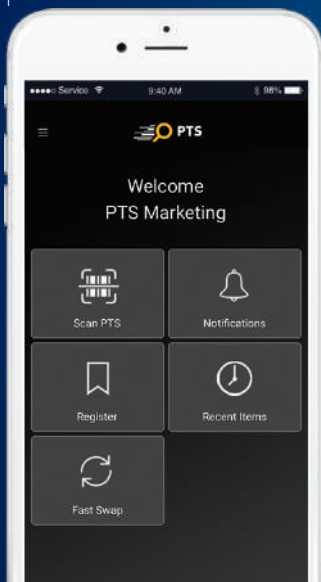 Service 9:40 AM 98%
PTS
Welcome
PTS Marketing
Scan PTS
Notifications
Register
Recent Items
Fast Swap